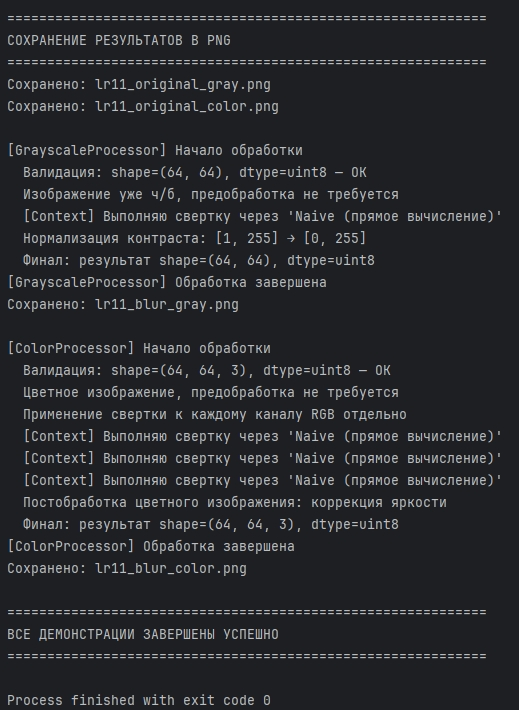 ============================================================
СОХРАНЕНИЕ РЕЗУЛЬТАТОВ В PNG
============================================================
Сохранено: lr11_original_gray.png
Сохранено: lr11_original_color.png

[GrayscaleProcessor] Начало обработки
  Валидация: shape=(64, 64), dtype=uint8 — OK
  Изображение уже ч/б, предобработка не требуется
  [Context] Выполняю свертку через 'Naive (прямое вычисление)'
  Нормализация контраста: [1, 255] → [0, 255]
  Финал: результат shape=(64, 64), dtype=uint8
[GrayscaleProcessor] Обработка завершена
Сохранено: lr11_blur_gray.png

[ColorProcessor] Начало обработки
  Валидация: shape=(64, 64, 3), dtype=uint8 — OK
  Цветное изображение, предобработка не требуется
  Применение свертки к каждому каналу RGB отдельно
  [Context] Выполняю свертку через 'Naive (прямое вычисление)'
  [Context] Выполняю свертку через 'Naive (прямое вычисление)'
  [Context] Выполняю свертку через 'Naive (прямое вычисление)'
  Постобработка цветного изображения: коррекция яркости
  Финал: результат shape=(64, 64, 3), dtype=uint8
[ColorProcessor] Обработка завершена
Сохранено: lr11_blur_color.png

============================================================
ВСЕ ДЕМОНСТРАЦИИ ЗАВЕРШЕНЫ УСПЕШНО
============================================================

Process finished with exit code 0